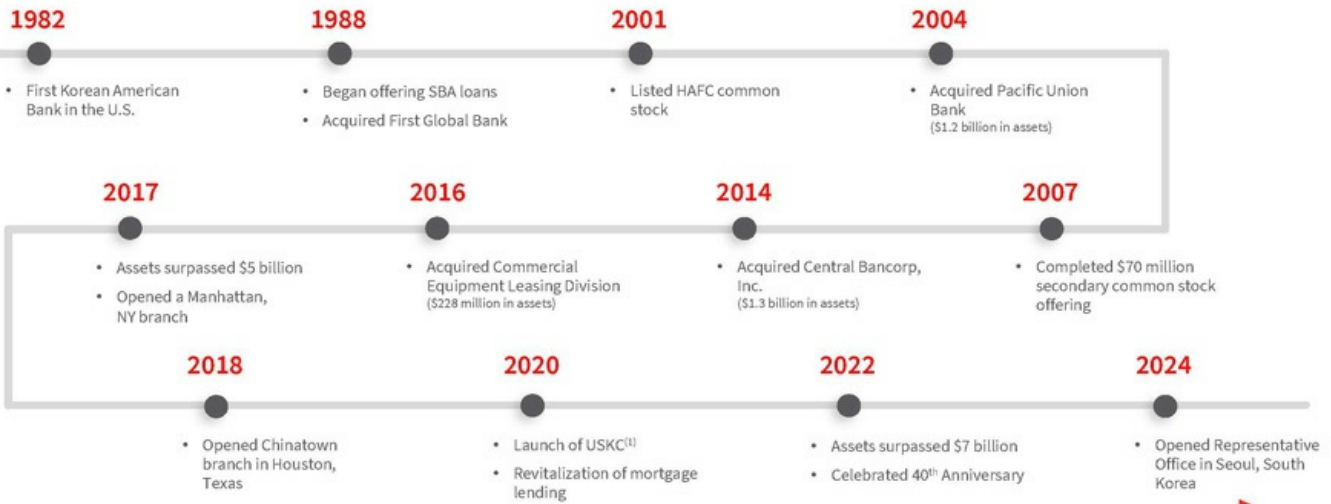 1982
• First Korean American
Bank in the U.S.
1988
• Began offering SBA loans
• Acquired First Global Bank
2001
• Listed HAFC common
stock
2004
• Acquired Pacific Union
Bank
($1.2 billion in assets)
2007
• Completed $70 million
secondary common stock
offering
2014
• Acquired Central Bancorp,
Inc.
($1.3 billion in assets)
2016
• Acquired Commercial
Equipment Leasing Division
($228 million in assets)
2017
• Assets surpassed $5 billion
• Opened a Manhattan,
NY branch
2018
• Opened Chinatown
branch in Houston,
Texas
2020
• Launch of USKC(1)
• Revitalization of mortgage
lending
2022
• Assets surpassed $7 billion
• Celebrated 40th Anniversary
2024
• Opened Representative
Office in Seoul, South
Korea